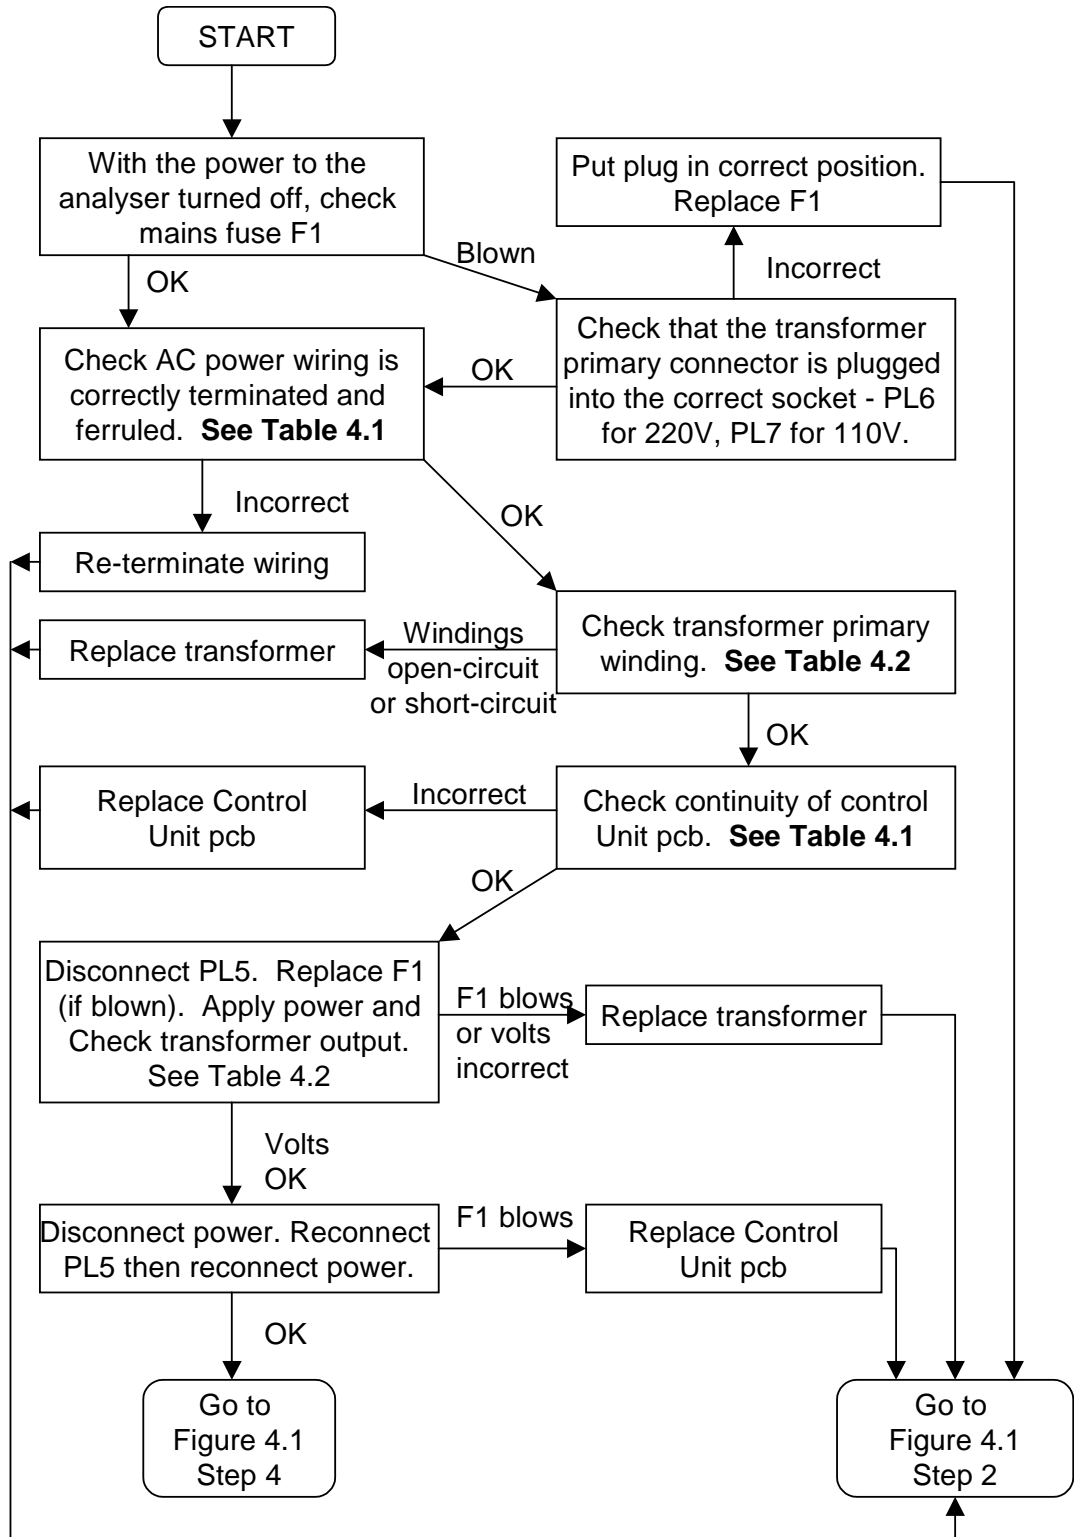 START
With the power to the
analyser turned off, check
mains fuse F1
Put plug in correct position.
Replace F1
Blown
Incorrect
OK
Check AC power wiring is
correctly terminated and
ferruled. See Table 4.1
OK
Check that the transformer
primary connector is plugged
into the correct socket - PL6
for 220V, PL7 for 110V.
Incorrect
OK
Re-terminate wiring
Replace transformer
Windings
open-circuit
or short-circuit
Check transformer primary
winding. See Table 4.2
OK
Replace Control
Unit pcb
Incorrect
Check continuity of control
Unit pcb. See Table 4.1
OK
Disconnect PL5. Replace F1
(if blown). Apply power and
Check transformer output.
See Table 4.2
F1 blows
or volts
incorrect
Replace transformer
Volts
OK
Disconnect power. Reconnect
PL5 then reconnect power.
F1 blows
Replace Control
Unit pcb
OK
Go to
Figure 4.1
Step 4
Go to
Figure 4.1
Step 2